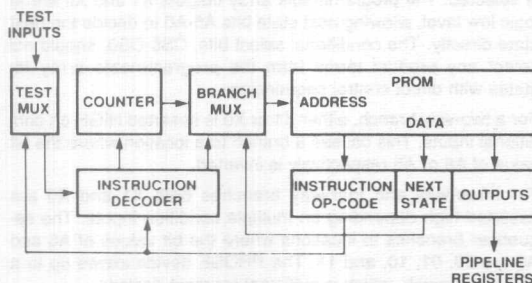 TEST
INPUTS
TEST
MUX
COUNTER
BRANCH
MUX
ADDRESS
PROM
DATA
INSTRUCTION
DECODER
INSTRUCTION
OP-CODE
NEXT
STATE
OUTPUTS
PIPELINE
REGISTERS